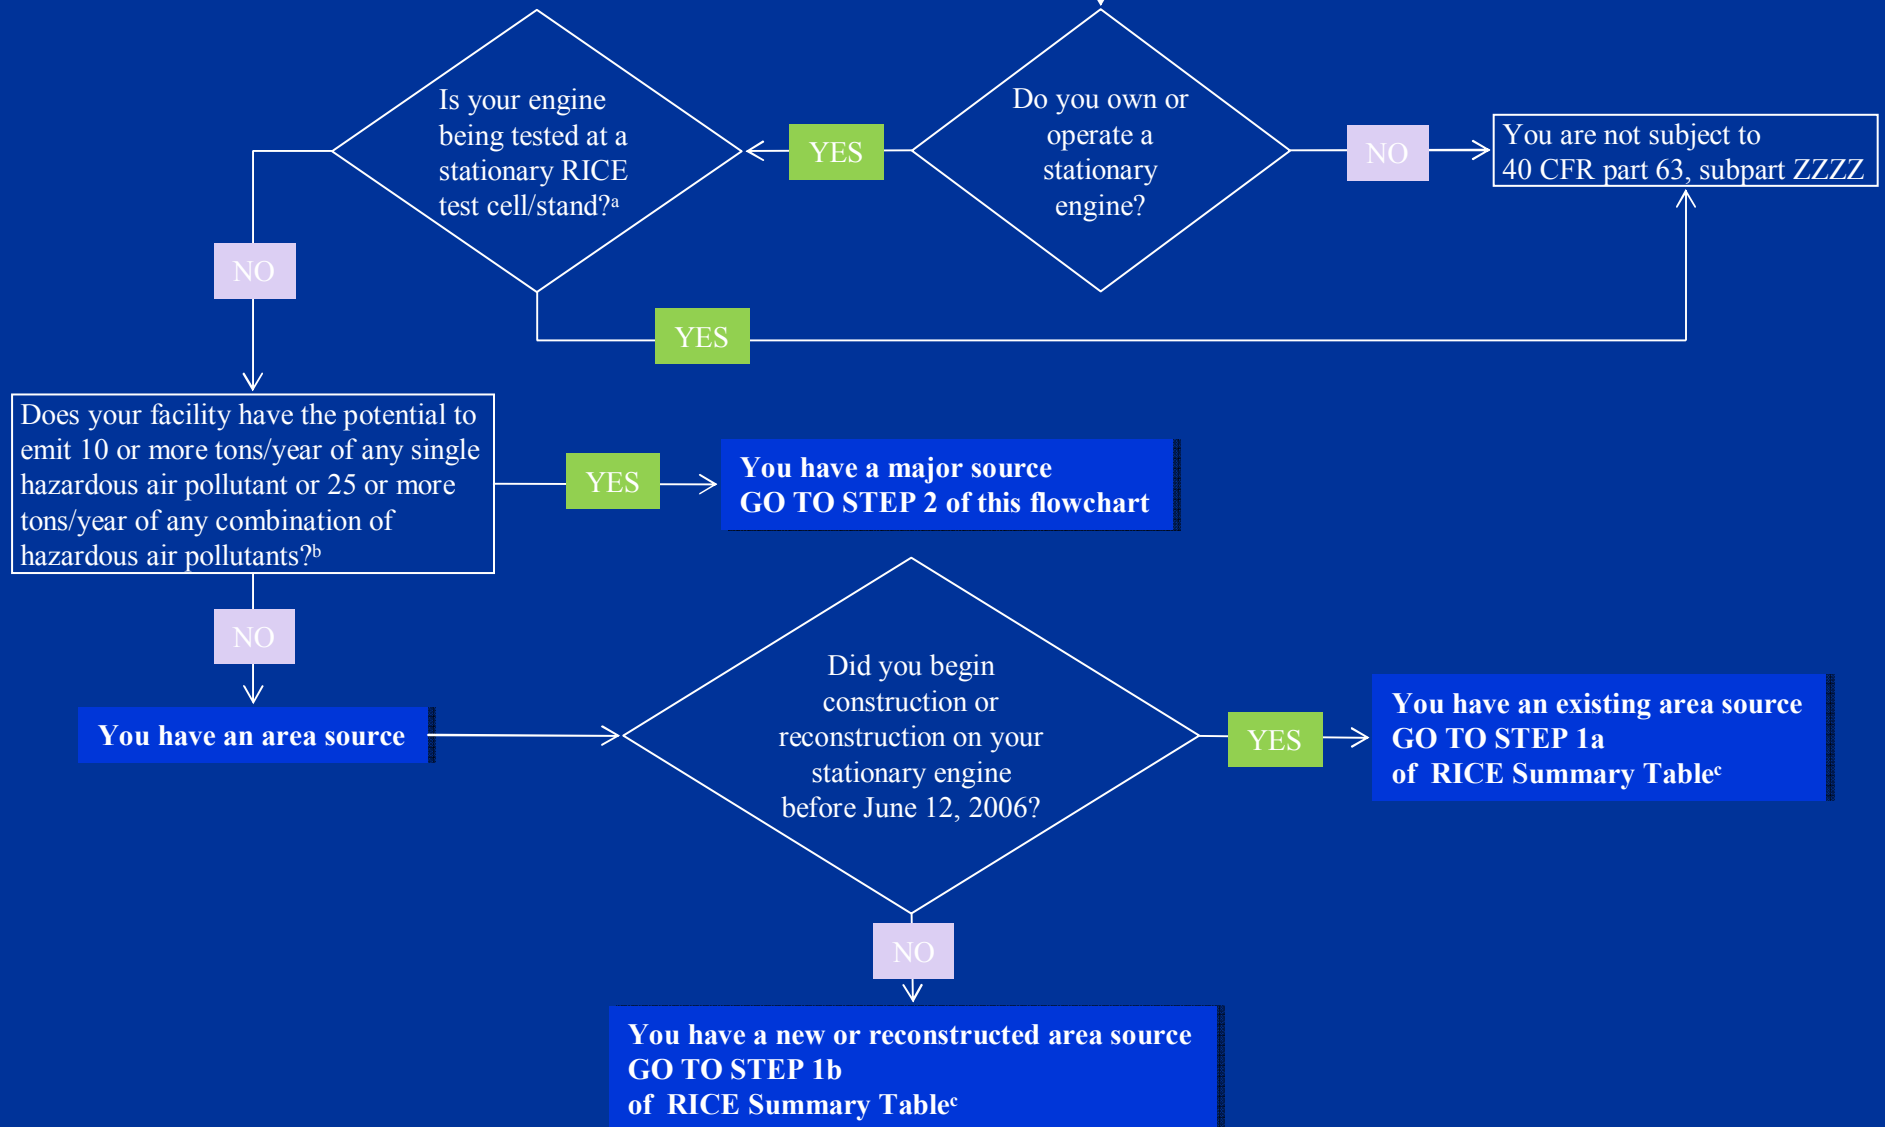 Is your engine
being tested at a
stationary RICE
test cell/stand?ᵃ
YES
Do you own or
operate a
stationary
engine?
NO
You are not subject to
40 CFR part 63, subpart ZZZZ
NO
YES
Does your facility have the potential to
emit 10 or more tons/year of any single
hazardous air pollutant or 25 or more
tons/year of any combination of
hazardous air pollutants?ᵇ
YES
You have a major source
GO TO STEP 2 of this flowchart
NO
You have an area source
Did you begin
construction or
reconstruction on your
stationary engine
before June 12, 2006?
YES
You have an existing area source
GO TO STEP 1a
of RICE Summary Tableᶜ
NO
You have a new or reconstructed area source
GO TO STEP 1b
of RICE Summary Tableᶜ